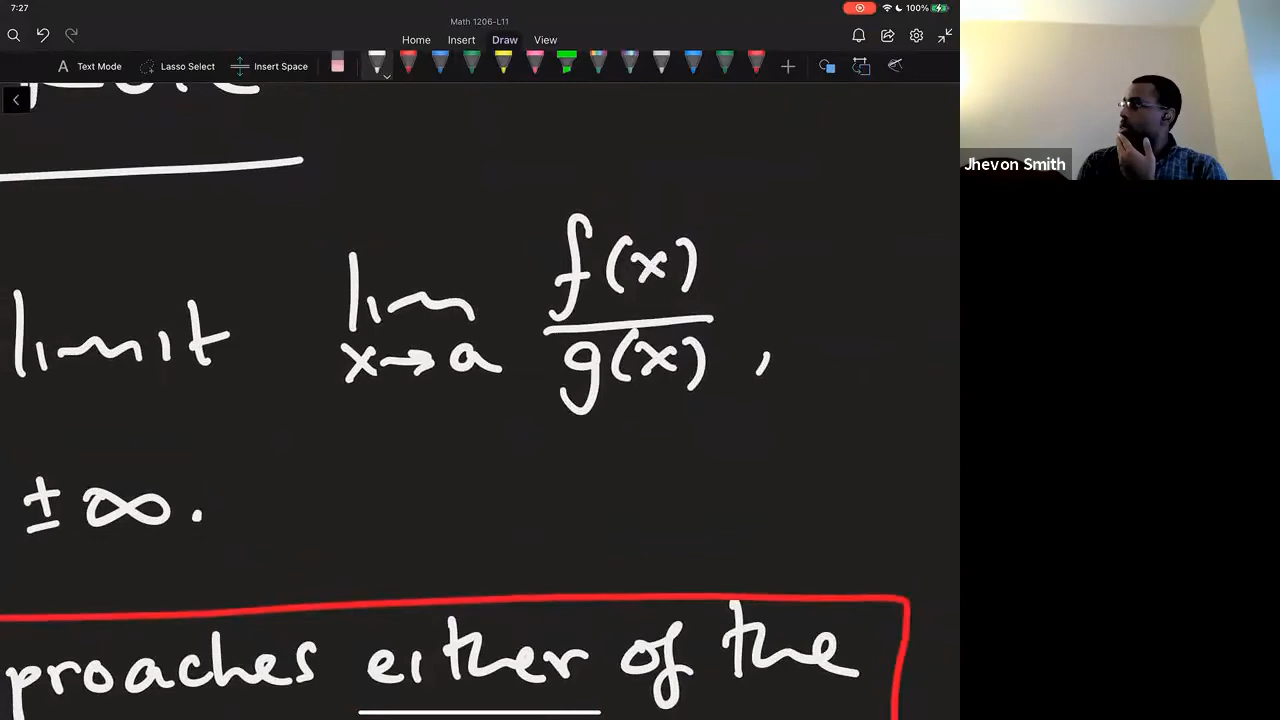 7:27
100%
Math 1206-L11
Home Insert Draw View
Text Mode Lasso Select Insert Space
Jhevon Smith
limit lim x→a f(x)/g(x) ,
± ∞.
proaches either of the